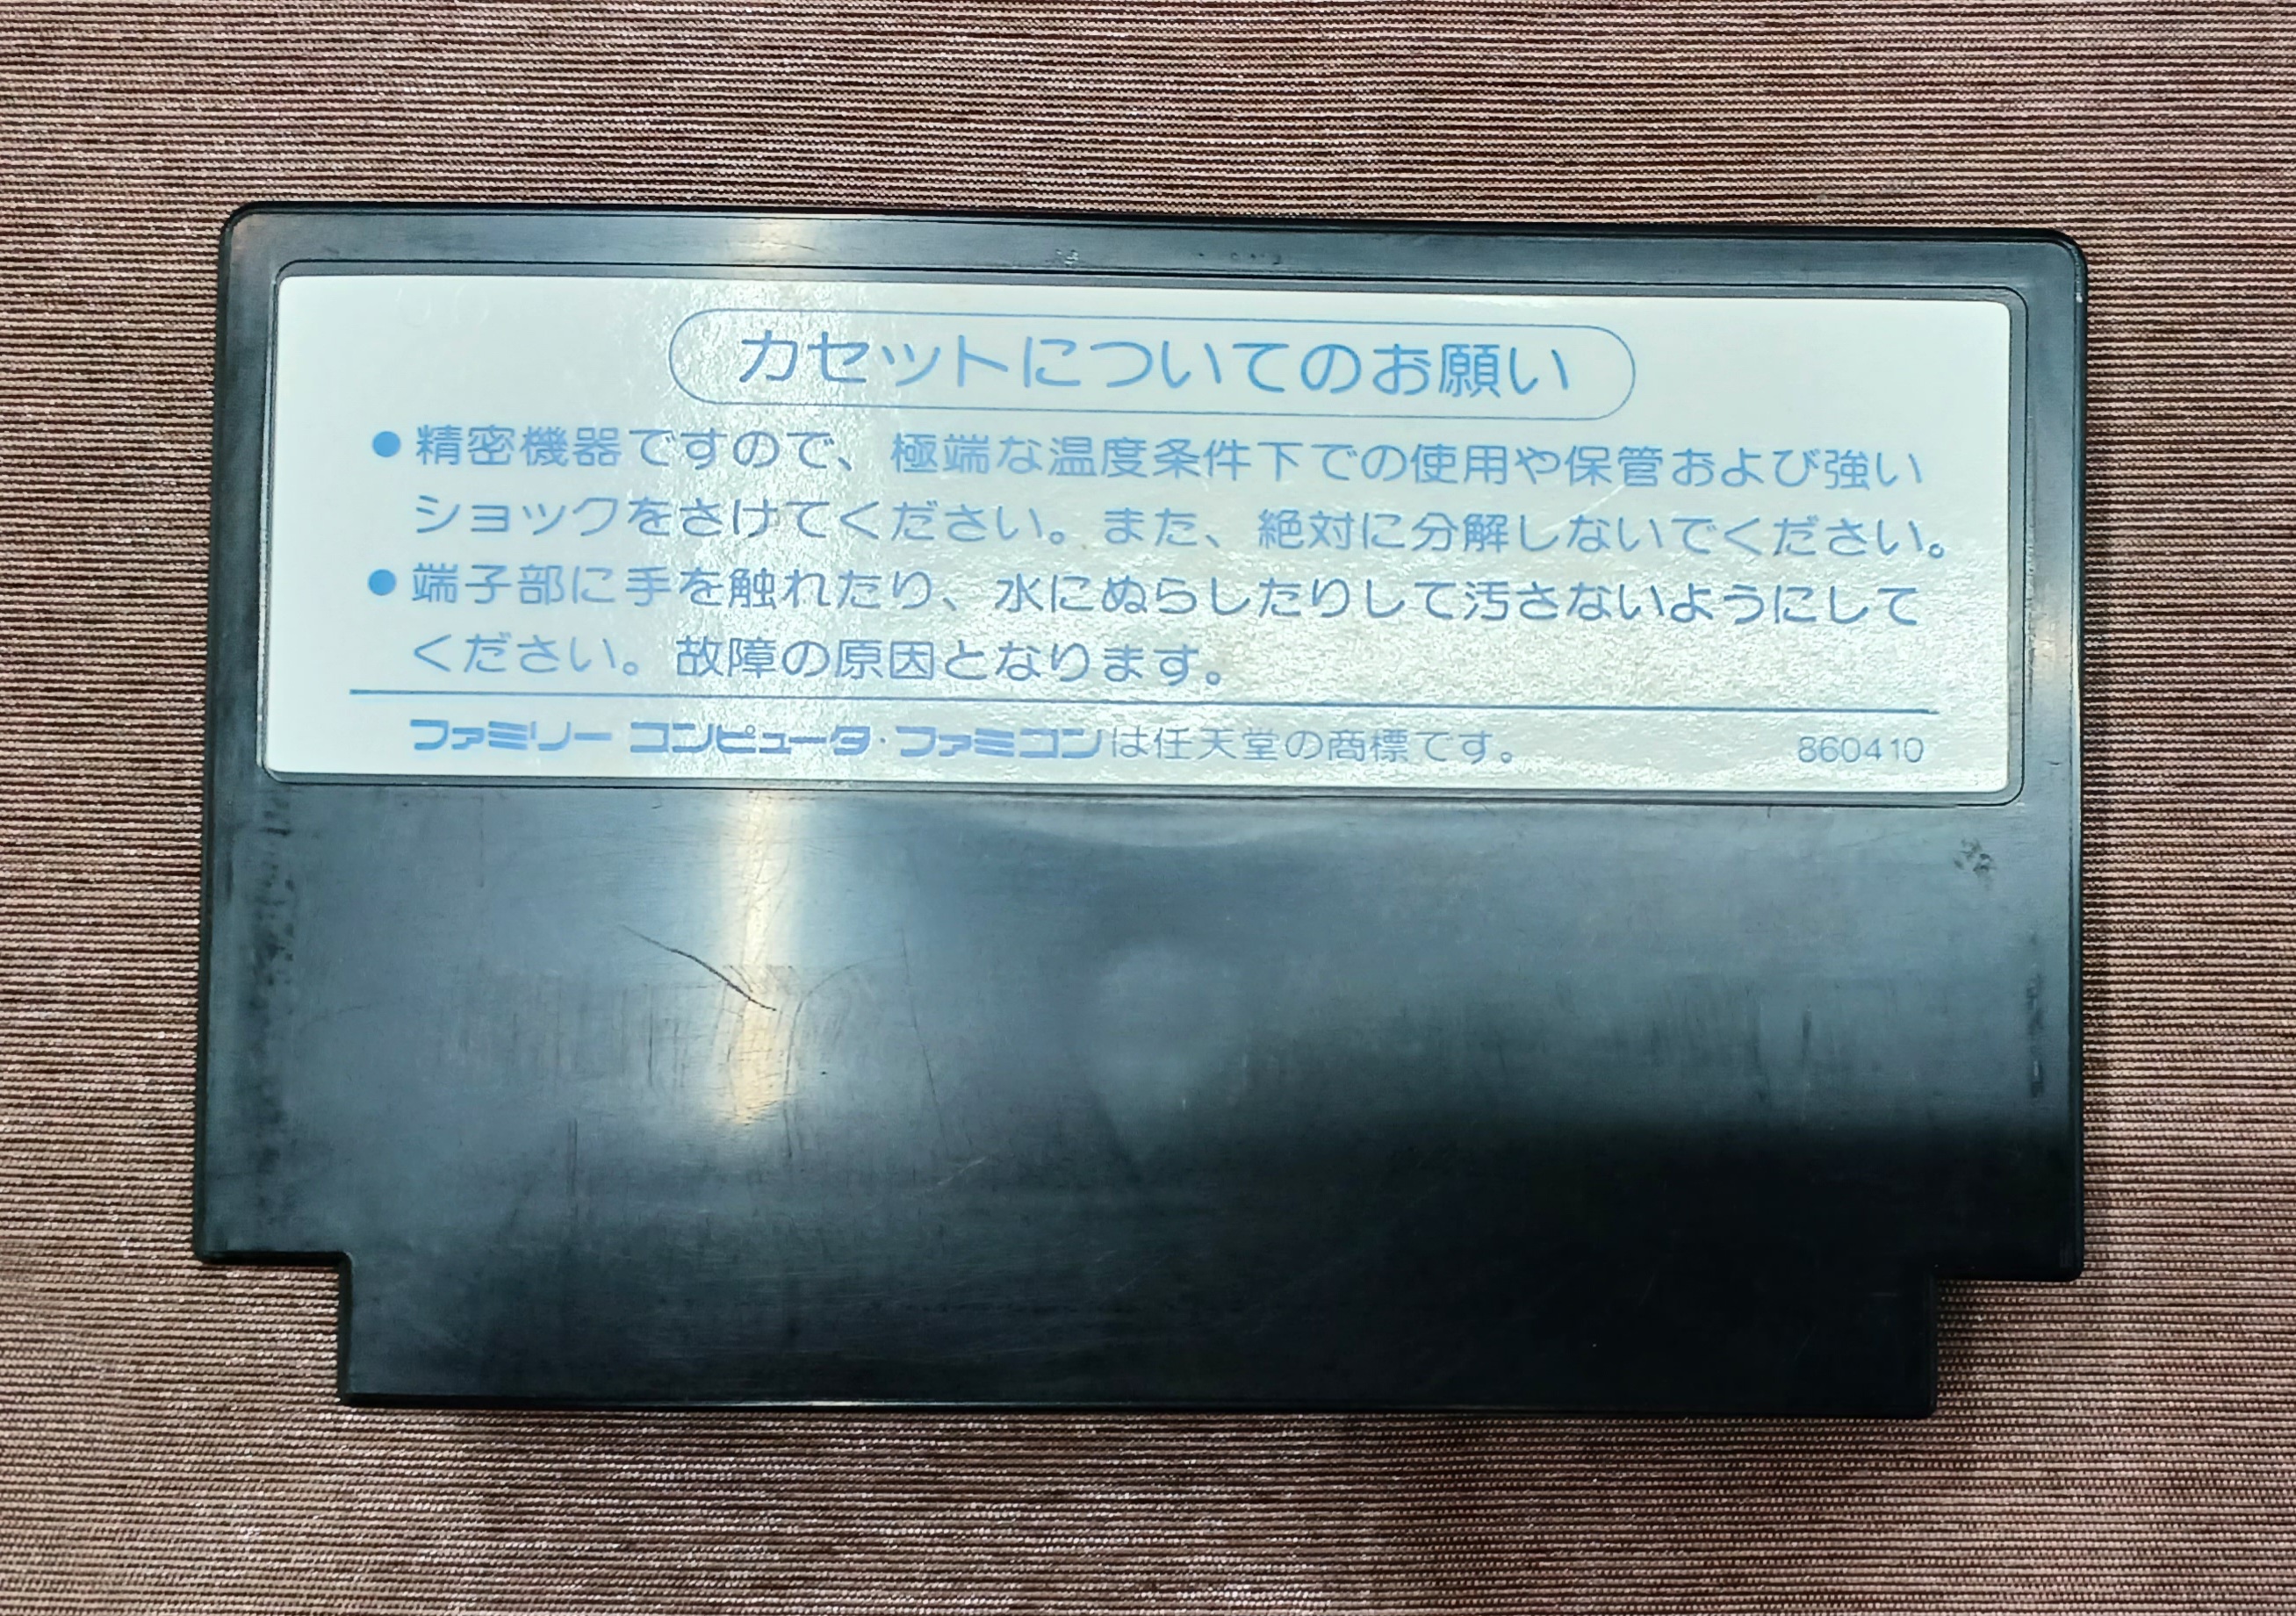 カセットについてのお願い
●精密機器ですので、極端な温度条件下での使用や保管および強い
ショックをさけてください。また、絶対に分解しないでください。
●端子部に手を触れたり、水にぬらしたりして汚さないようにして
ください。故障の原因となります。
ファミリー コンピュータ・ファミコンは任天堂の商標です。 860410